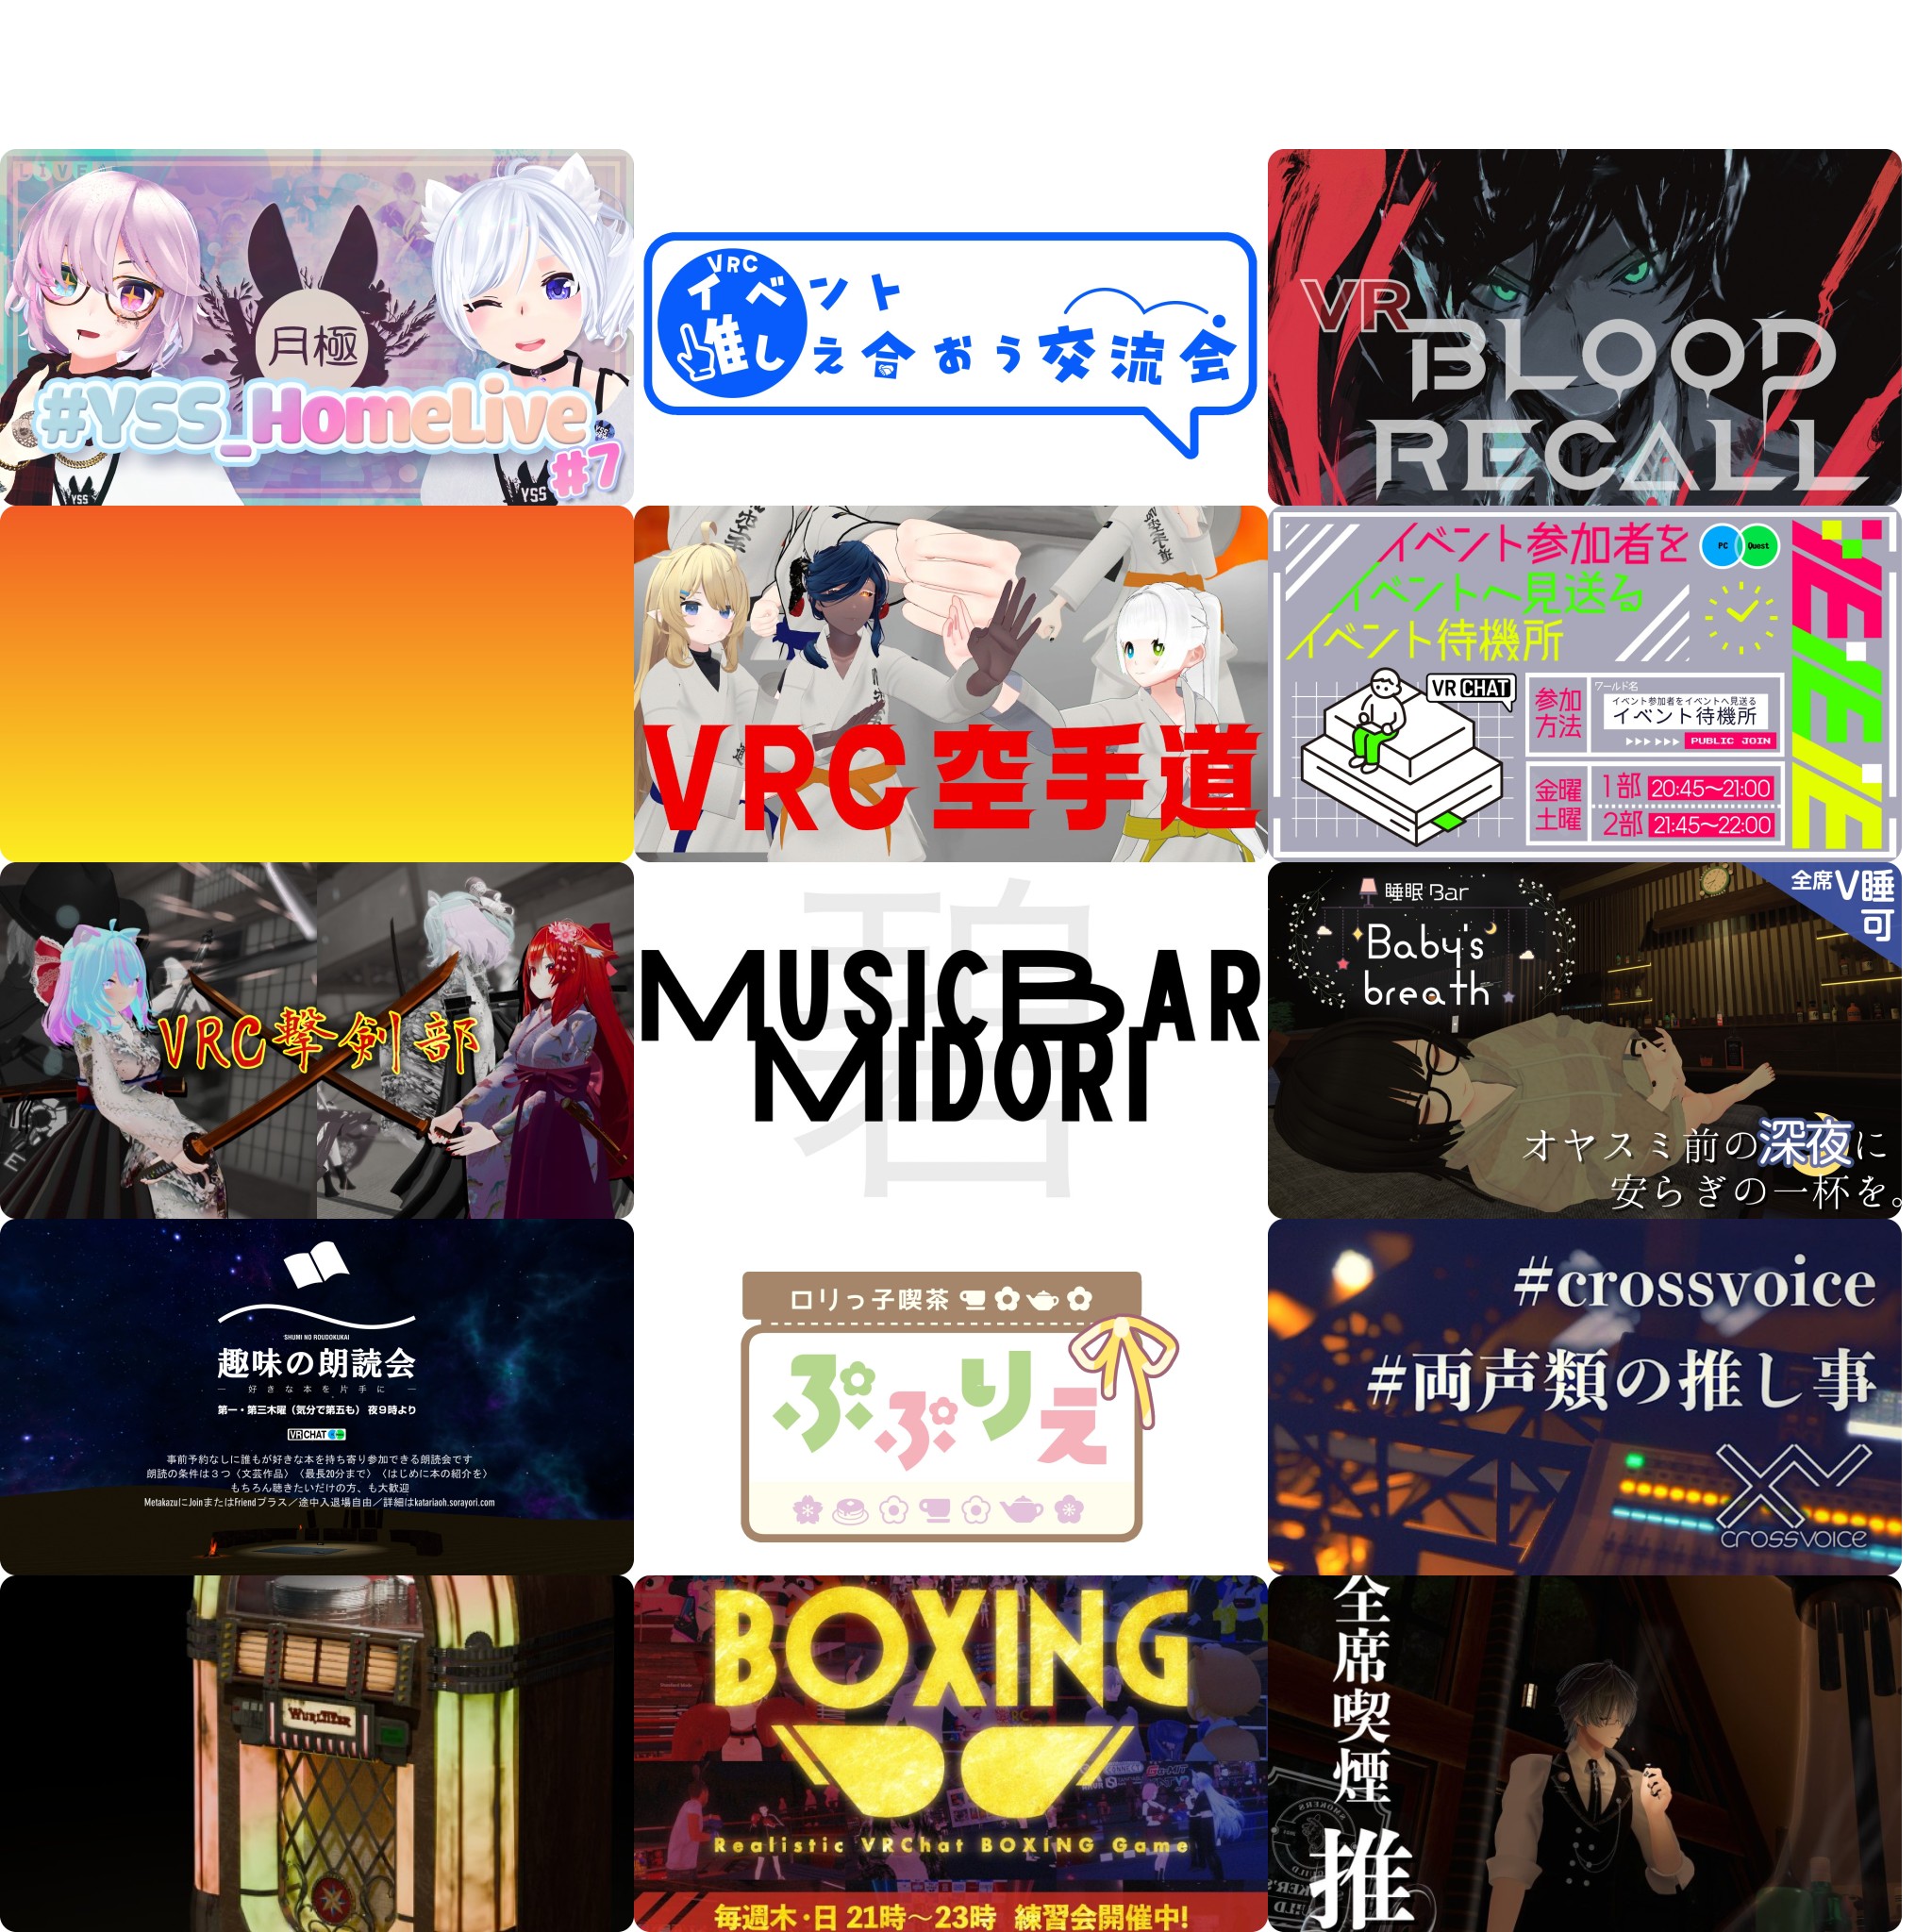 LIVE
月極
#YSS_HomeLive
#7
YSS
VRC
イベント
推し え合おう交流会
VR
BLOOD
RECALL
VRC空手道
イベント参加者を
イベントへ見送る
イベント待機所
PC Quest
VRCHAT
参加
方法
ワールド名
イベント参加者をイベントへ見送る
イベント待機所
PUBLIC JOIN
金曜
土曜
1部 20:45〜21:00
2部 21:45〜22:00
VRC撃剣部
碧
MUSICBAR
MIDORI
睡眠Bar
Baby's
breath
全席V睡
可
オヤスミ前の深夜に
安らぎの一杯を。
SHUMI NO ROUDOKUKAI
趣味の朗読会
― 好きな本を片手に ―
第一・第三木曜（気分で第五も） 夜9時より
VRCHAT
事前予約なしに誰もが好きな本を持ち寄り参加できる朗読会です
朗読の条件は３つ〈文芸作品〉〈最長20分まで〉〈はじめに本の紹介を〉
もちろん聴きたいだけの方、も大歓迎
MetakazuにJoinまたはFriendプラス／途中入退場自由／詳細はkatariaoh.sorayori.com
ロリっ子喫茶
ぷぷりえ
#crossvoice
#両声類の推し事
crossvoice
WURLITZER
BOXING
Realistic VRChat BOXING Game
毎週木・日 21時〜23時 練習会開催中!
全席喫煙
推